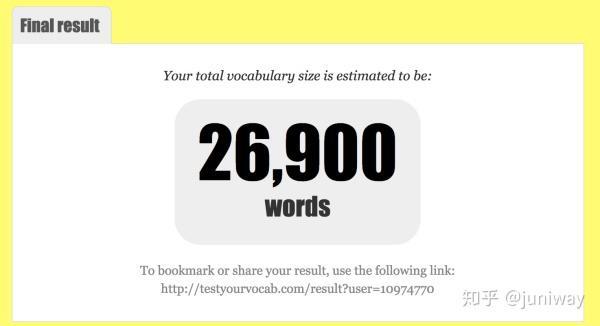 Final result
Your total vocabulary size is estimated to be:
26,900
words
To bookmark or share your result, use the following link:
http://testyourvocab.com/result?user=10974770
知乎 @juniway